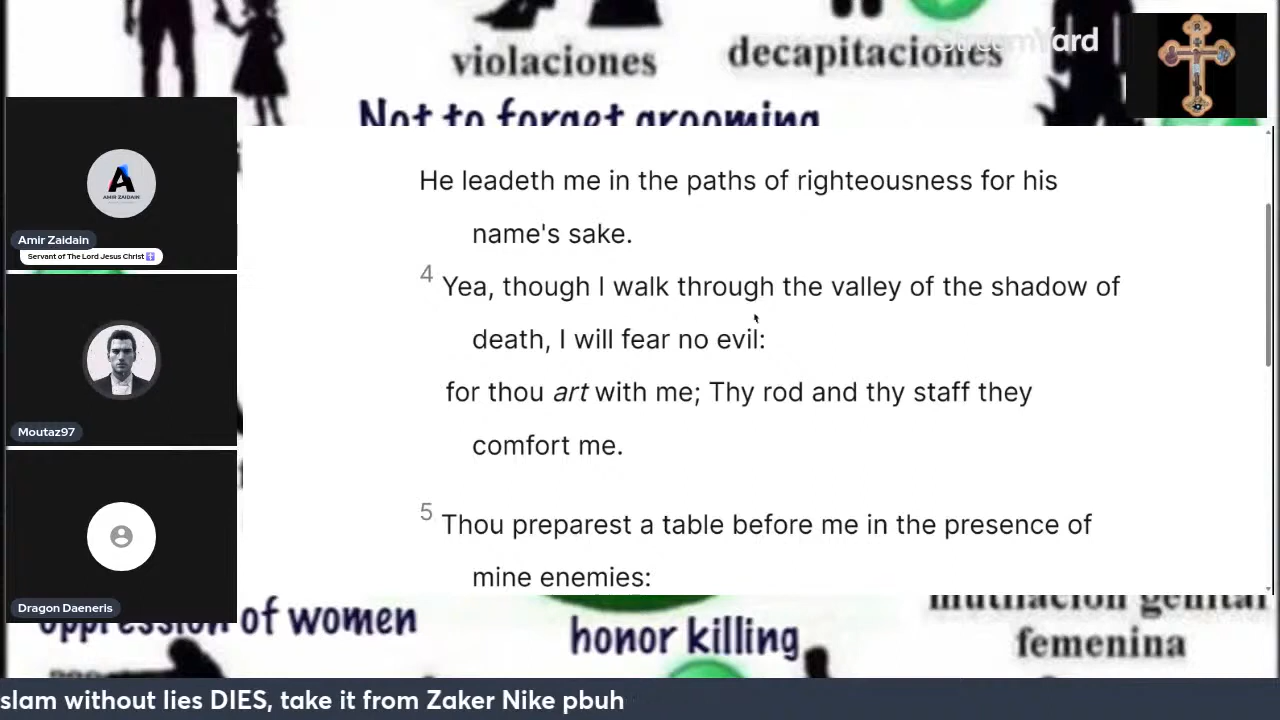 violaciones
decapitaciones
StreamYard
Not to forget grooming
AMIR ZAIDAIN
Amir Zaidain
Servant of The Lord Jesus Christ ✝️
Moutaz97
Dragon Daeneris
He leadeth me in the paths of righteousness for his
name's sake.
4 Yea, though I walk through the valley of the shadow of
death, I will fear no evil:
for thou art with me; Thy rod and thy staff they
comfort me.
5 Thou preparest a table before me in the presence of
mine enemies:
oppression of women
honor killing
mutilacion genital
femenina
slam without lies DIES, take it from Zaker Nike pbuh